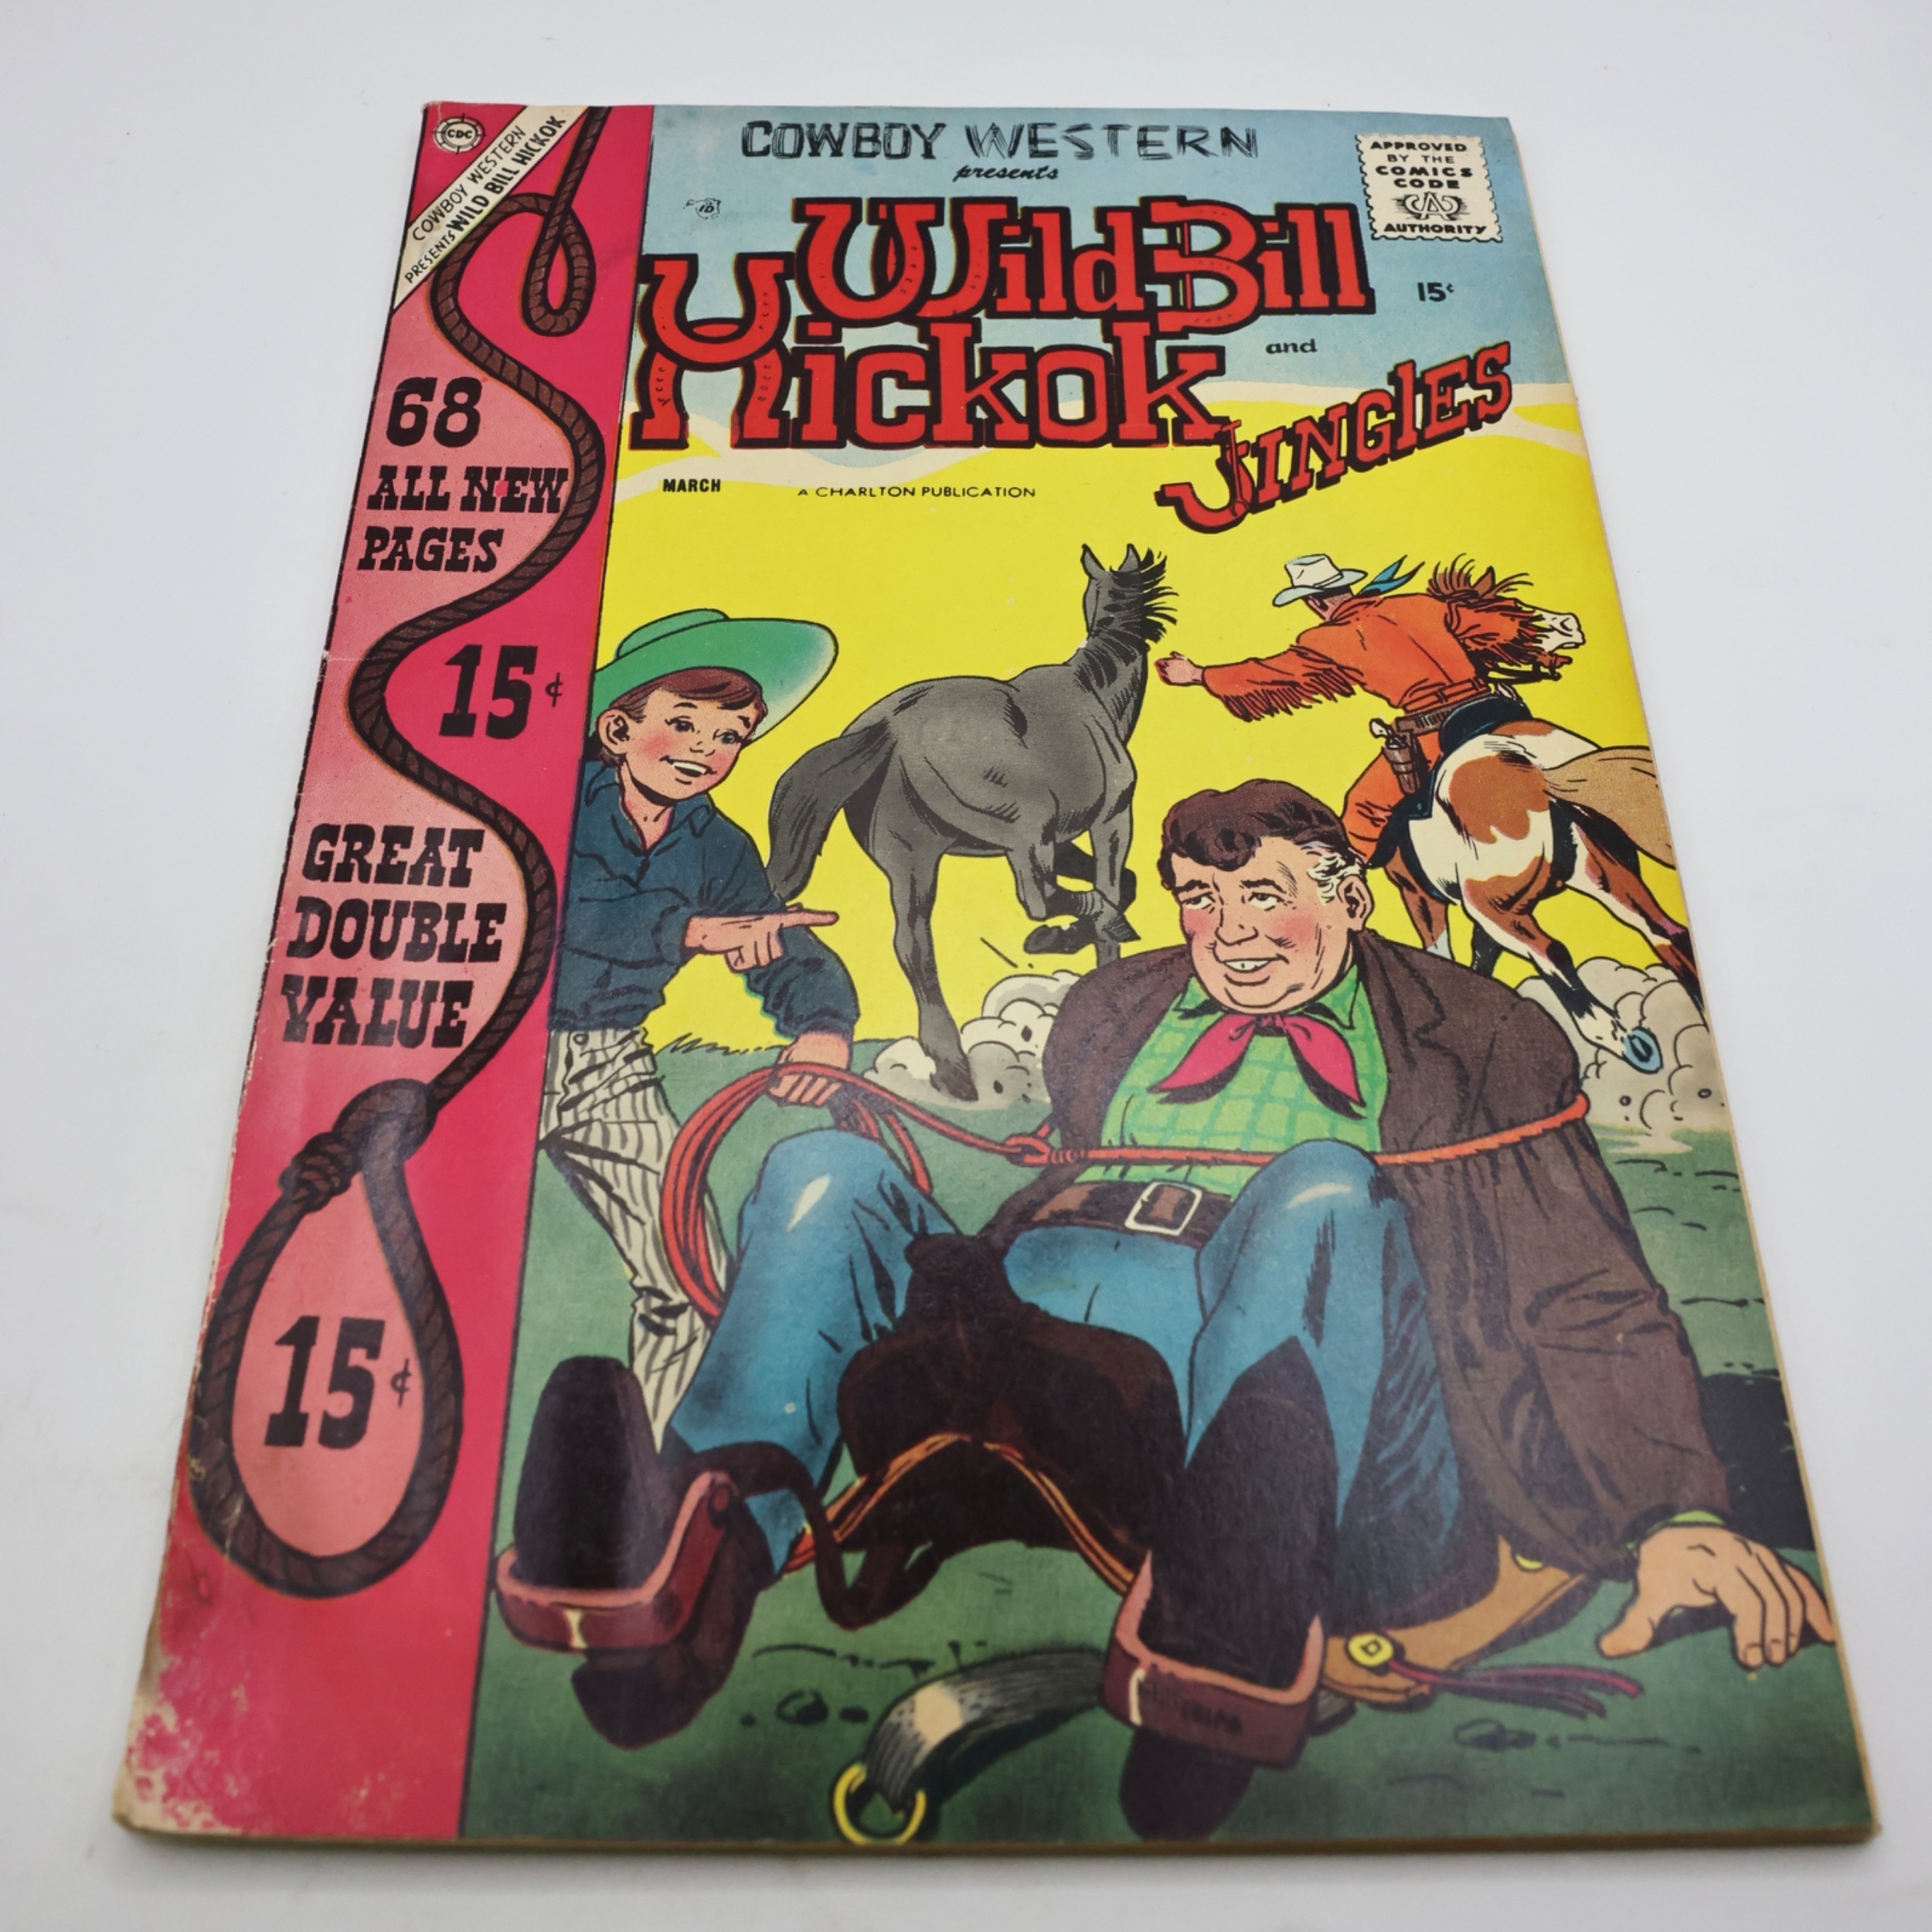 CDC
COWBOY WESTERN
PRESENTS WILD BILL HICKOK
COWBOY WESTERN
presents
Wild Bill
Hickok
and
JINGlES
APPROVED
BY THE
COMICS
CODE
CA
AUTHORITY
15¢
ID
MARCH
A CHARLTON PUBLICATION
68
ALL NEW
PAGES
15¢
GREAT
DOUBLE
VALUE
15¢